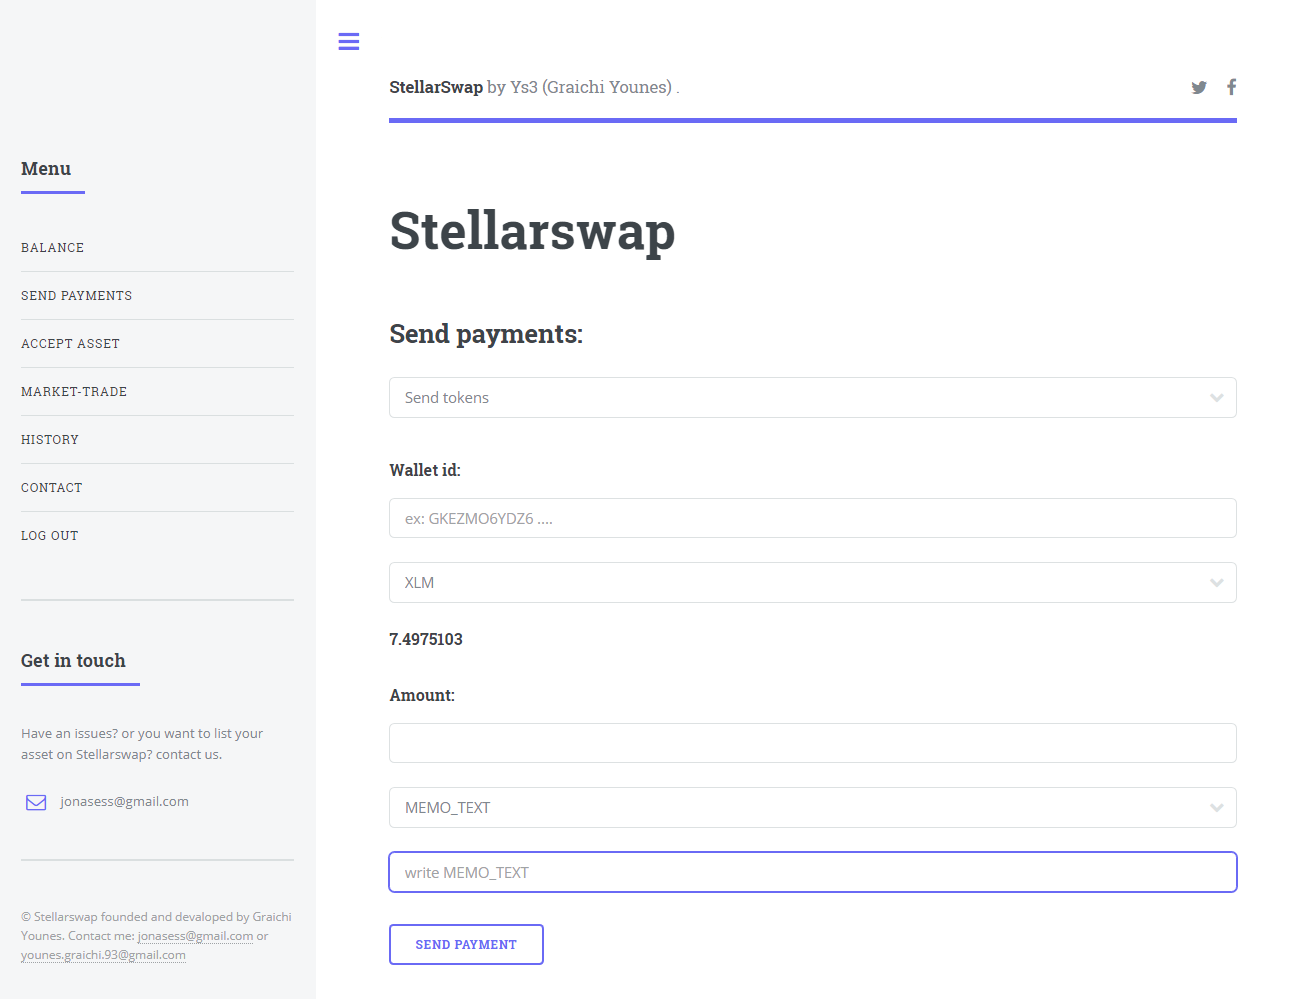 StellarSwap by Ys3 (Graichi Younes) .
Menu
BALANCE
SEND PAYMENTS
ACCEPT ASSET
MARKET-TRADE
HISTORY
CONTACT
LOG OUT
Get in touch
Have an issues? or you want to list your
asset on Stellarswap? contact us.
jonasess@gmail.com
© Stellarswap founded and devaloped by Graichi
Younes. Contact me: jonasess@gmail.com or
younes.graichi.93@gmail.com
Stellarswap
Send payments:
Send tokens
Wallet id:
ex: GKEZMO6YDZ6 ....
XLM
7.4975103
Amount:
MEMO_TEXT
write MEMO_TEXT
SEND PAYMENT